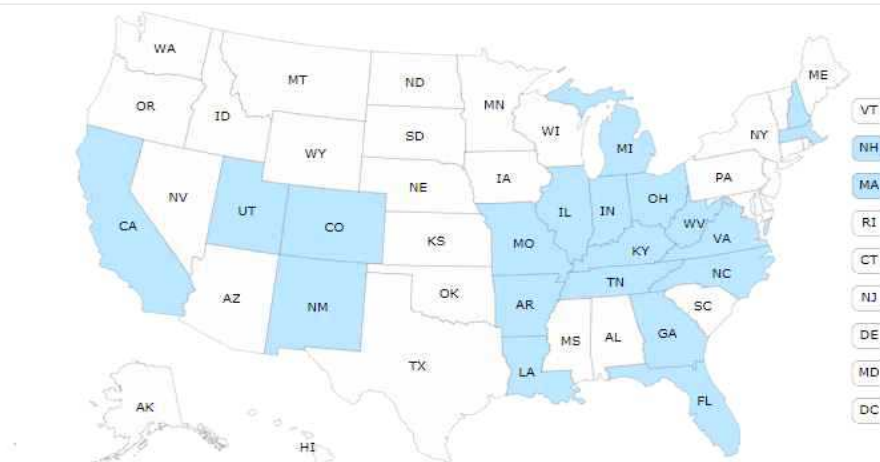 WA
ME
MT
ND
OR
MN
VT
ID
SD
WI
NY
WY
MI
NH
PA
IA
NE
MA
NV
OH
UT
IL
IN
RI
CA
CO
WV
VA
KS
MO
KY
CT
NC
TN
AZ
NM
OK
AR
SC
NJ
GA
DE
MS
AL
TX
LA
MD
FL
AK
DC
HI